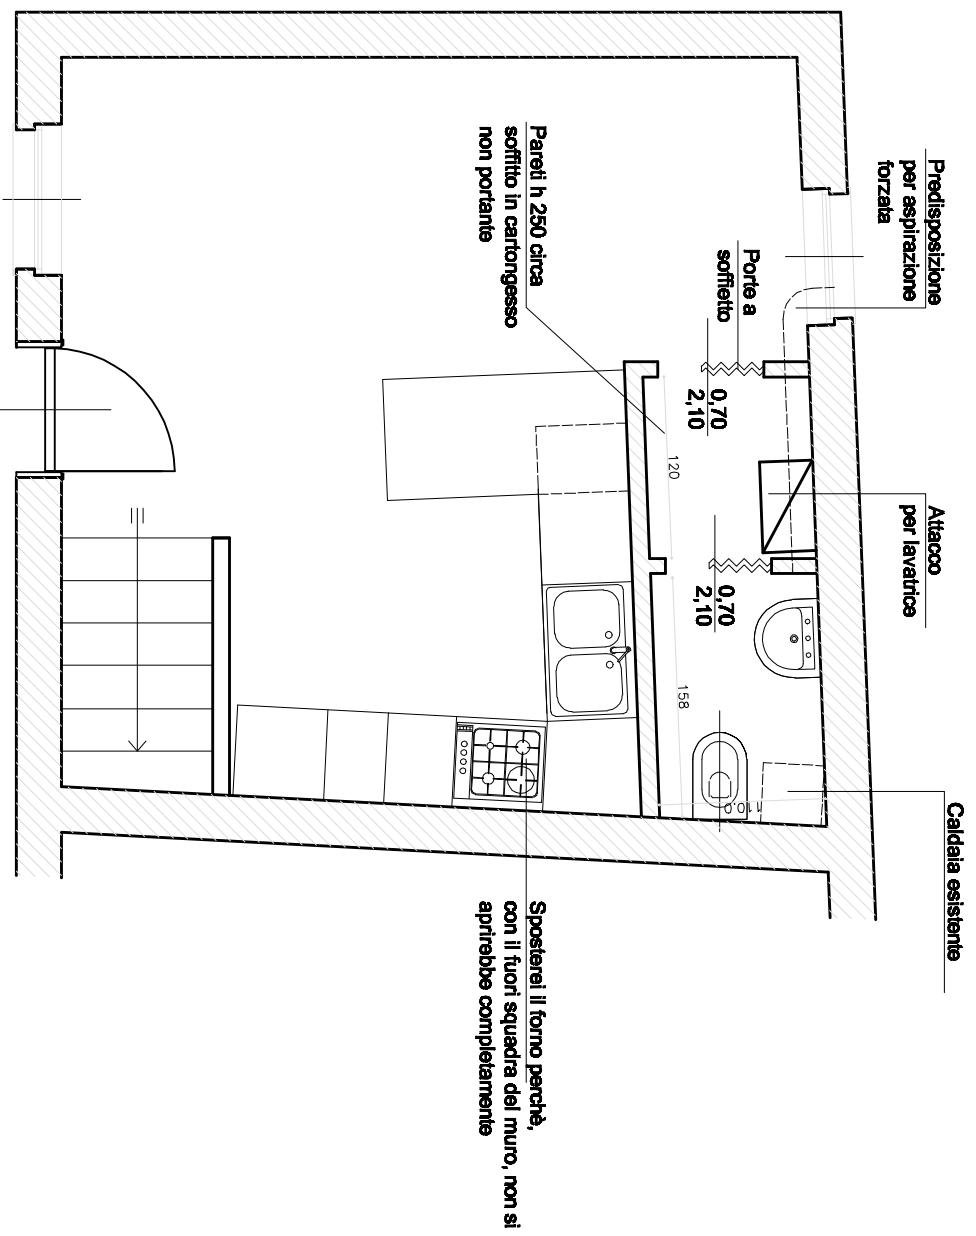 Predisposizione
per aspirazione
forzata
Attacco
per lavatrice
Caldaia esistente
Porte a
soffietto
0,70
2,10
0,70
2,10
120
158
110.0
Pareti h 250 circa
soffitto in cartongesso
non portante
Sposterei il forno perchè,
con il fuori squadra del muro, non si
aprirebbe completamente